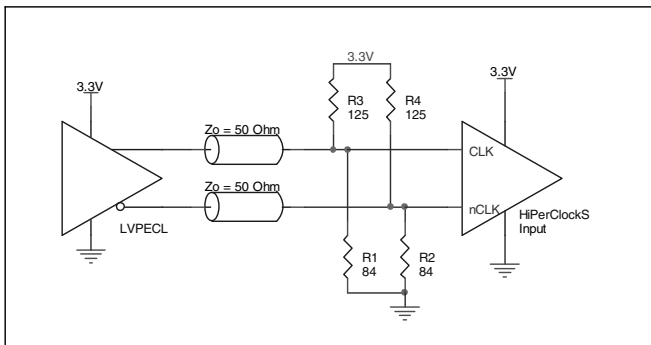 3.3V
3.3V
3.3V
R3
125
R4
125
Zo = 50 Ohm
CLK
Zo = 50 Ohm
nCLK
HiPerClockS
Input
LVPECL
R1
84
R2
84